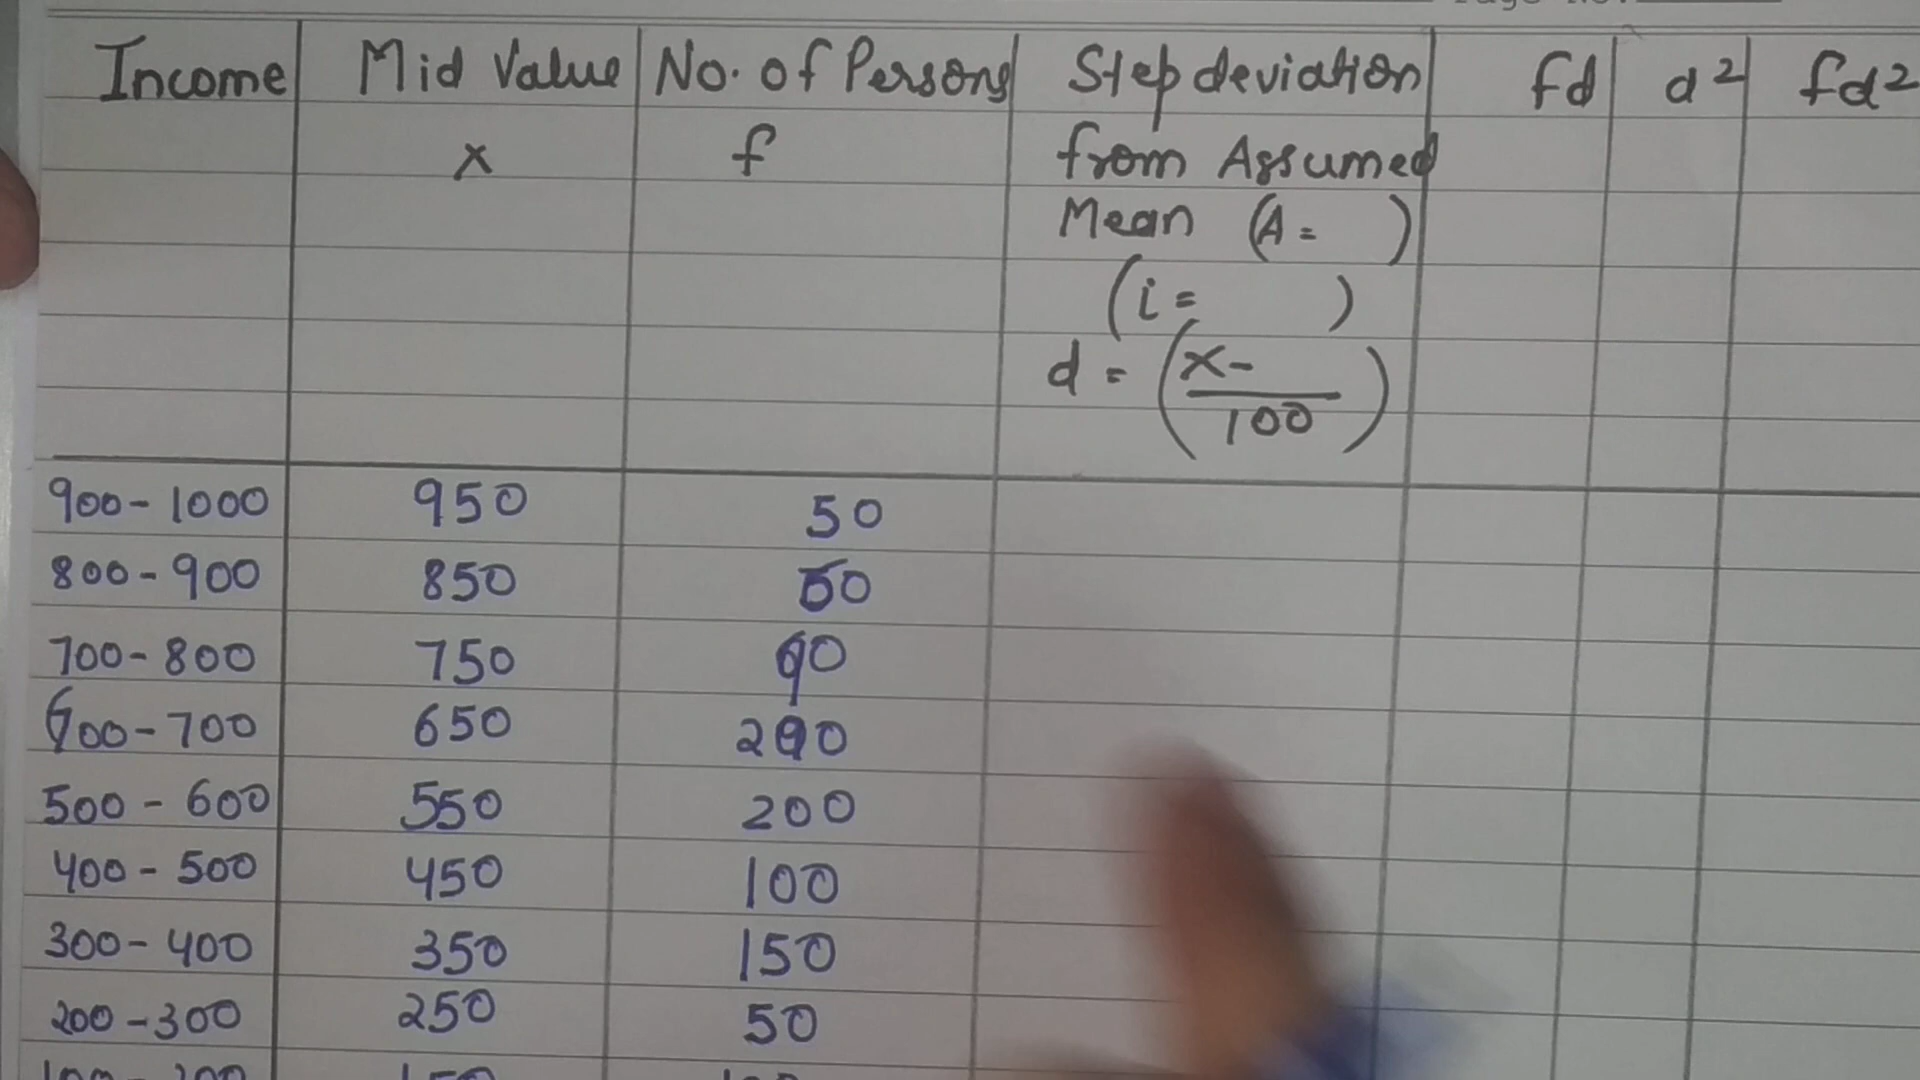 Income | Mid Value | No. of Persons | Step deviation | fd | d² | fd²
x | f | from Assumed
Mean (A = )
(i = )
d = (x- / 100)
900 - 1000 | 950 | 50
800 - 900 | 850 | 50
700 - 800 | 750
600 - 700 | 650
500 - 600 | 550 | 200
400 - 500 | 450 | 100
300 - 400 | 350 | 150
200 - 300 | 250 | 50